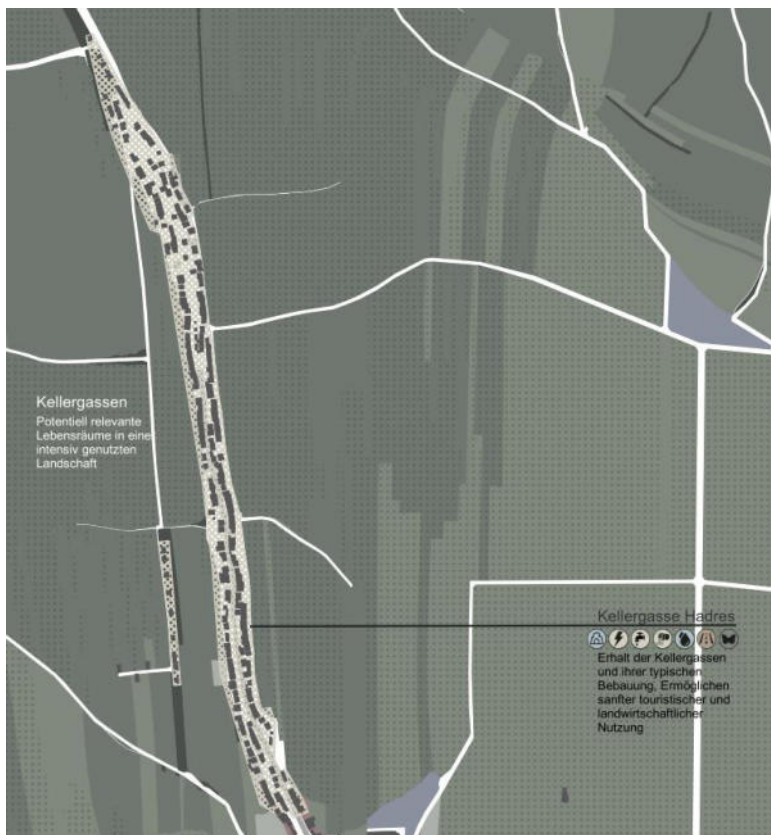 Kellergassen
Potentiell relevante
Lebensräume in eine
intensiv genutzten
Landschaft
Kellergasse Hadres
Erhalt der Kellergassen
und ihrer typischen
Bebauung, Ermöglichen
sanfter touristischer und
landwirtschaftlicher
Nutzung